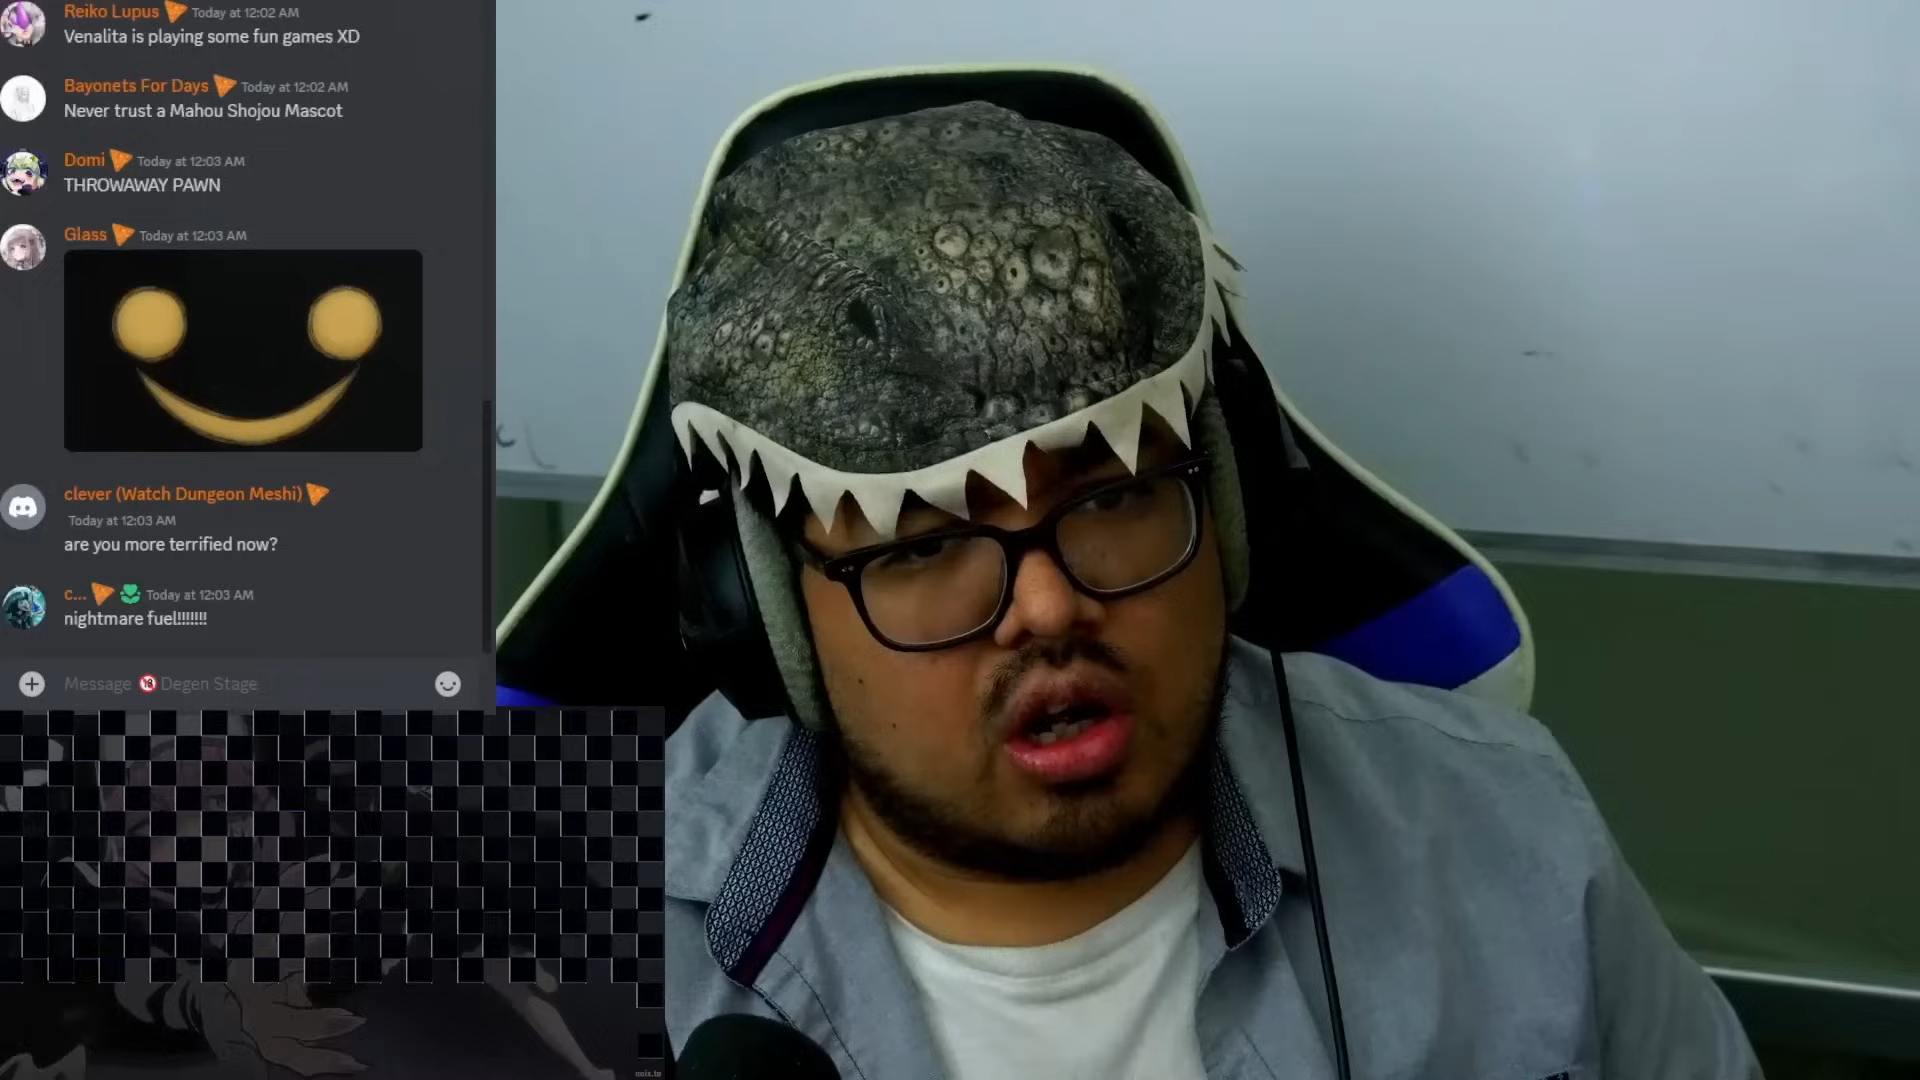 Reiko Lupus Today at 12:02 AM
Venalita is playing some fun games XD
Bayonets For Days Today at 12:02 AM
Never trust a Mahou Shojou Mascot
Domi Today at 12:03 AM
THROWAWAY PAWN
Glass Today at 12:03 AM
clever (Watch Dungeon Meshi)
Today at 12:03 AM
are you more terrified now?
c... Today at 12:03 AM
nightmare fuel!!!!!!!
Message 🔞 Degen Stage